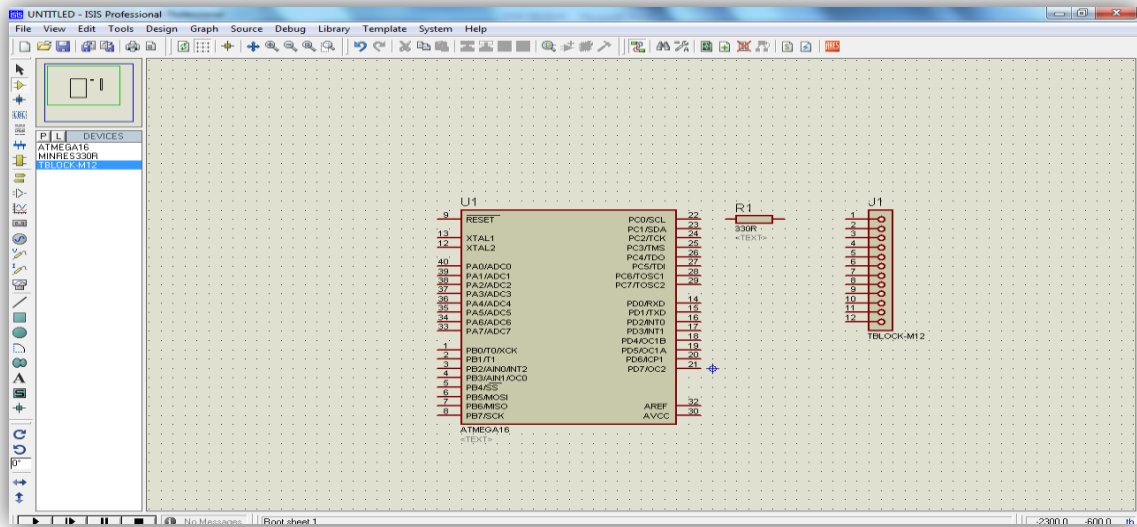 UNTITLED - ISIS Professional
File View Edit Tools Design Graph Source Debug Library Template System Help
P L DEVICES
ATMEGA16
MINRES330R
TBLOCK-M12
U1
9 RESET
13 XTAL1
12 XTAL2
40 PA0/ADC0
39 PA1/ADC1
38 PA2/ADC2
37 PA3/ADC3
36 PA4/ADC4
35 PA5/ADC5
34 PA6/ADC6
33 PA7/ADC7
1 PB0/T0/XCK
2 PB1/T1
3 PB2/AIN0/INT2
4 PB3/AIN1/OC0
5 PB4/SS
6 PB5/MOSI
7 PB6/MISO
8 PB7/SCK
PC0/SCL 22
PC1/SDA 23
PC2/TCK 24
PC3/TMS 25
PC4/TDO 26
PC5/TDI 27
PC6/TOSC1 28
PC7/TOSC2 29
PD0/RXD 14
PD1/TXD 15
PD2/INT0 16
PD3/INT1 17
PD4/OC1B 18
PD5/OC1A 19
PD6/ICP1 20
PD7/OC2 21
AREF 32
AVCC 30
ATMEGA16
<TEXT>
R1
330R
<TEXT>
J1
1
2
3
4
5
6
7
8
9
10
11
12
TBLOCK-M12
0°
No Messages
Root sheet 1
-2300.0 -600.0 th